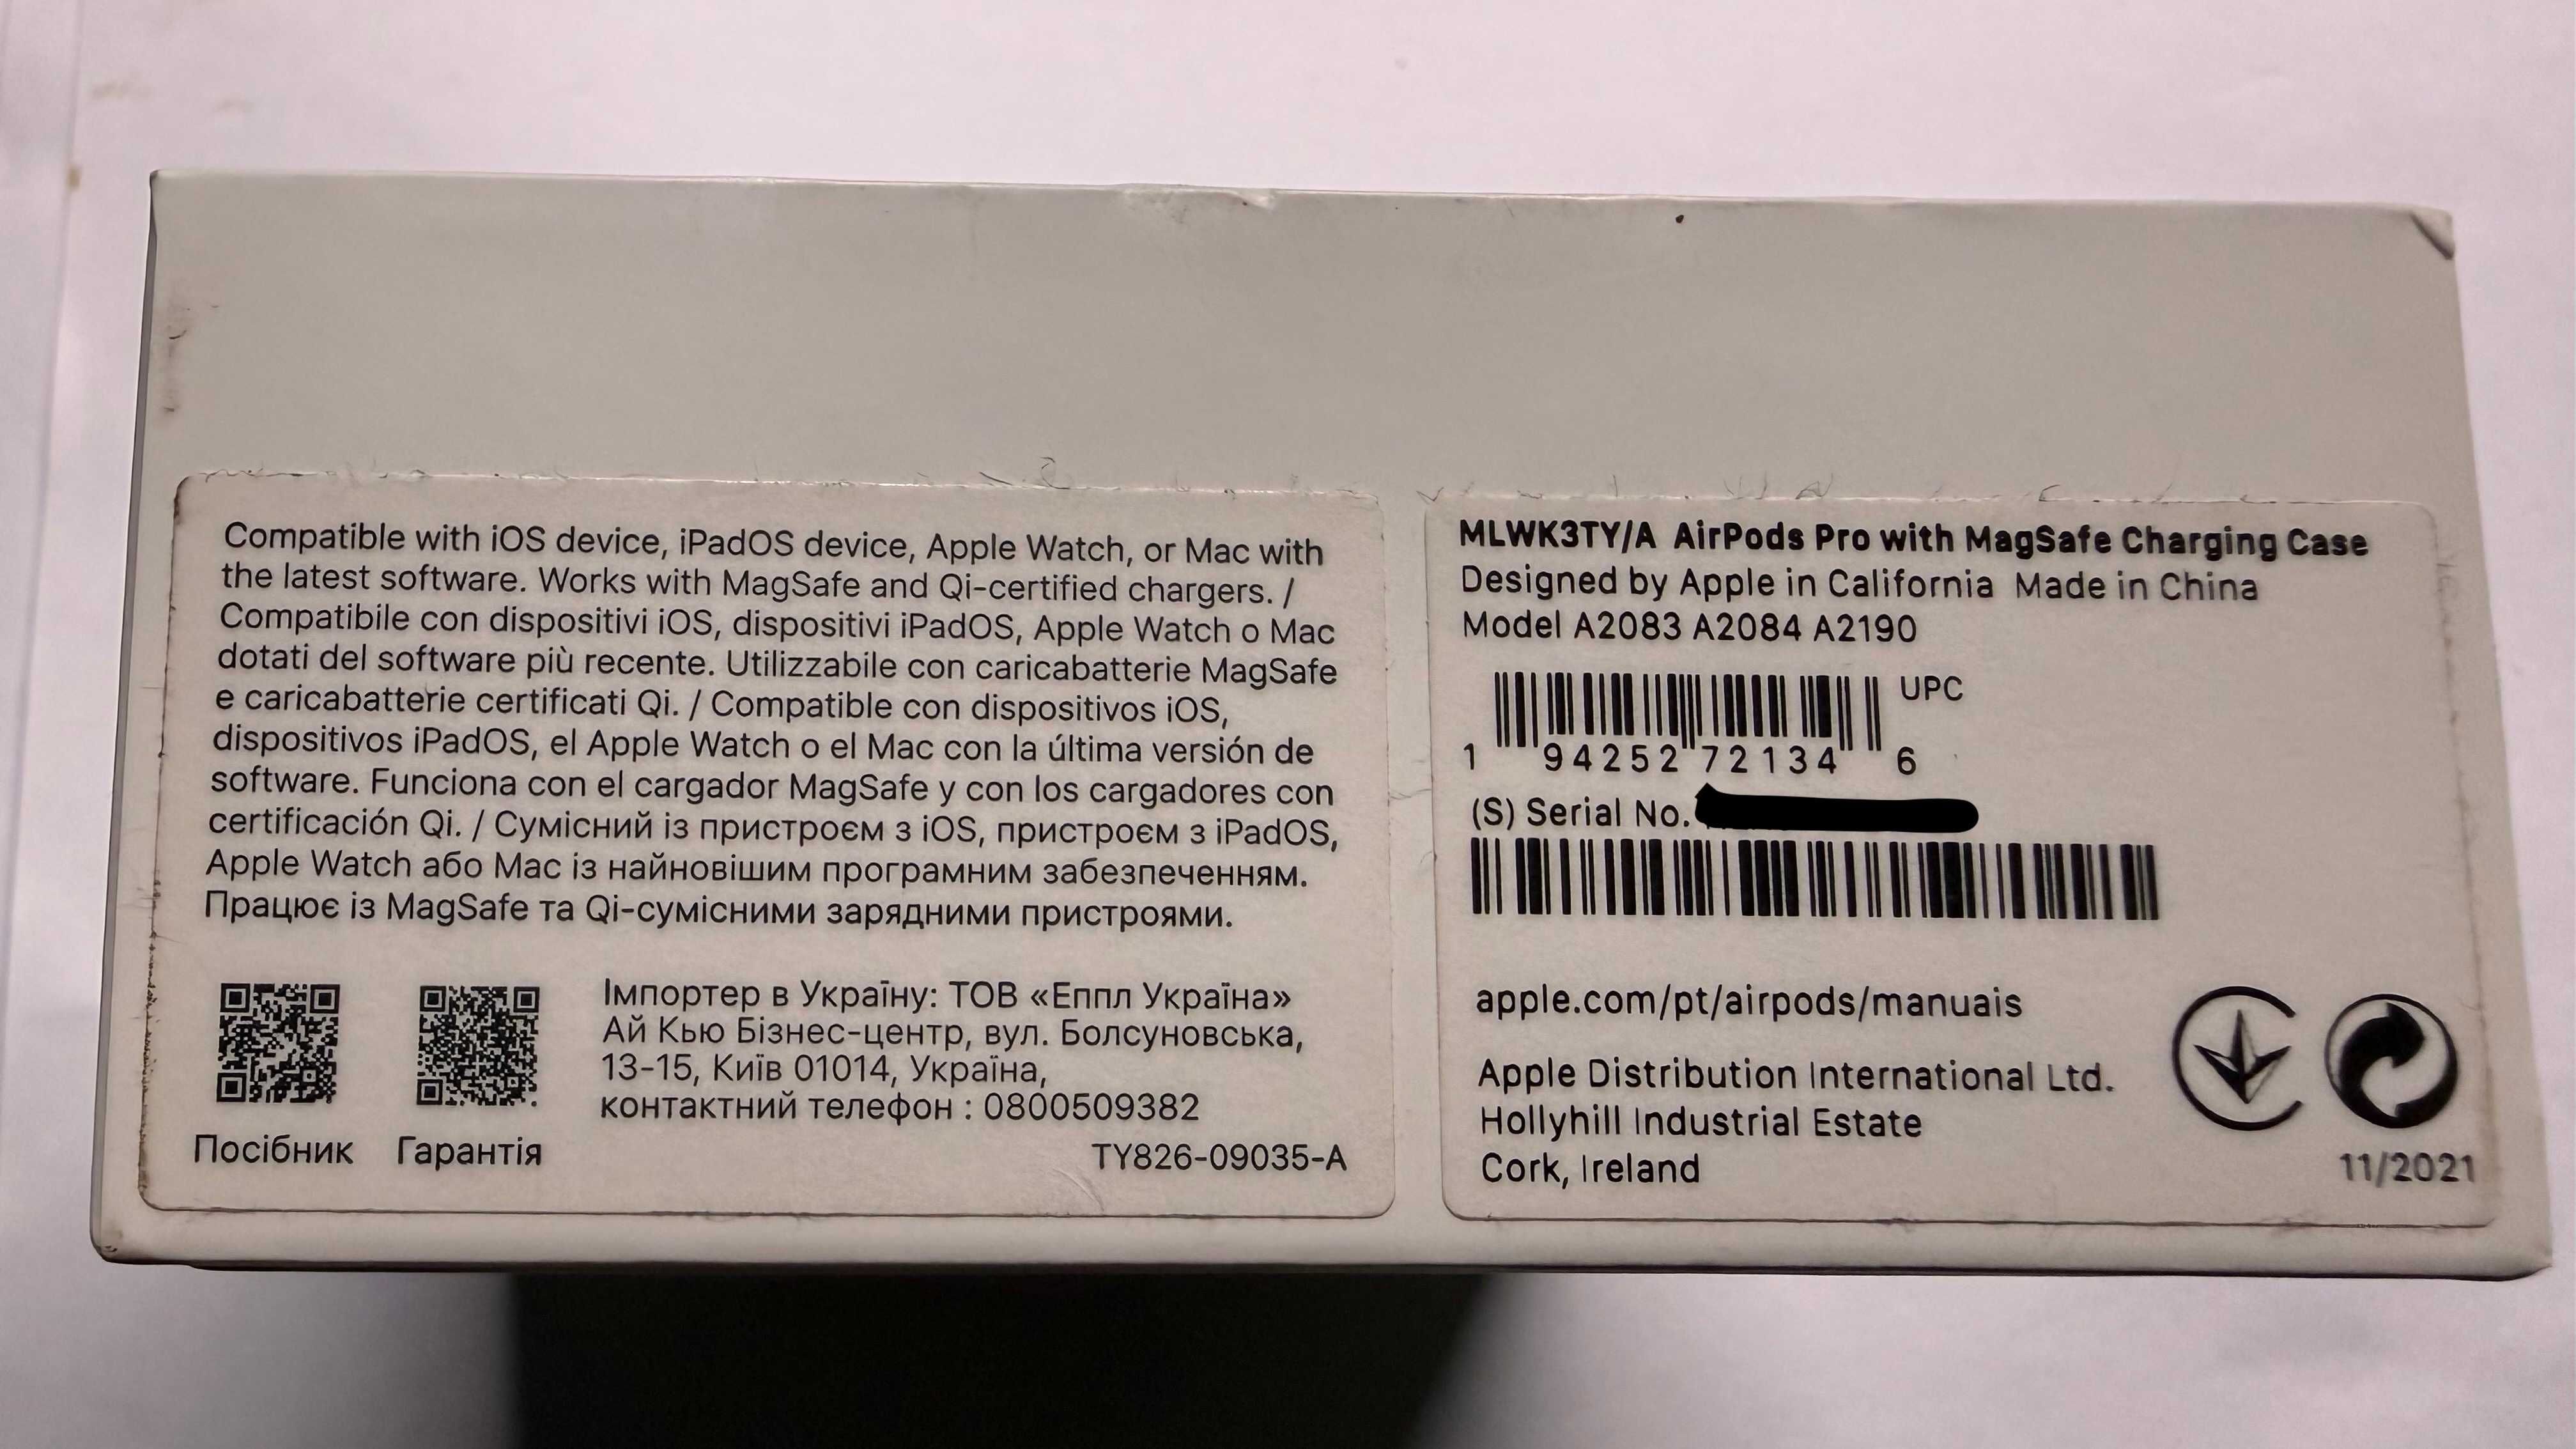 Compatible with iOS device, iPadOS device, Apple Watch, or Mac with
the latest software. Works with MagSafe and Qi-certified chargers. /
Compatibile con dispositivi iOS, dispositivi iPadOS, Apple Watch o Mac
dotati del software più recente. Utilizzabile con caricabatterie MagSafe
e caricabatterie certificati Qi. / Compatible con dispositivos iOS,
dispositivos iPadOS, el Apple Watch o el Mac con la última versión de
software. Funciona con el cargador MagSafe y con los cargadores con
certificación Qi. / Сумісний із пристроєм з iOS, пристроєм з iPadOS,
Apple Watch або Mac із найновішим програмним забезпеченням.
Працює із MagSafe та Qi-сумісними зарядними пристроями.
Посібник
Гарантія
Імпортер в Україну: ТОВ «Еппл Україна»
Ай Кью Бізнес-центр, вул. Болсуновська,
13-15, Київ 01014, Україна,
контактний телефон : 0800509382
TY826-09035-A
MLWK3TY/A AirPods Pro with MagSafe Charging Case
Designed by Apple in California Made in China
Model A2083 A2084 A2190
UPC
1 94252 72134 6
(S) Serial No.
apple.com/pt/airpods/manuais
Apple Distribution International Ltd.
Hollyhill Industrial Estate
Cork, Ireland
11/2021